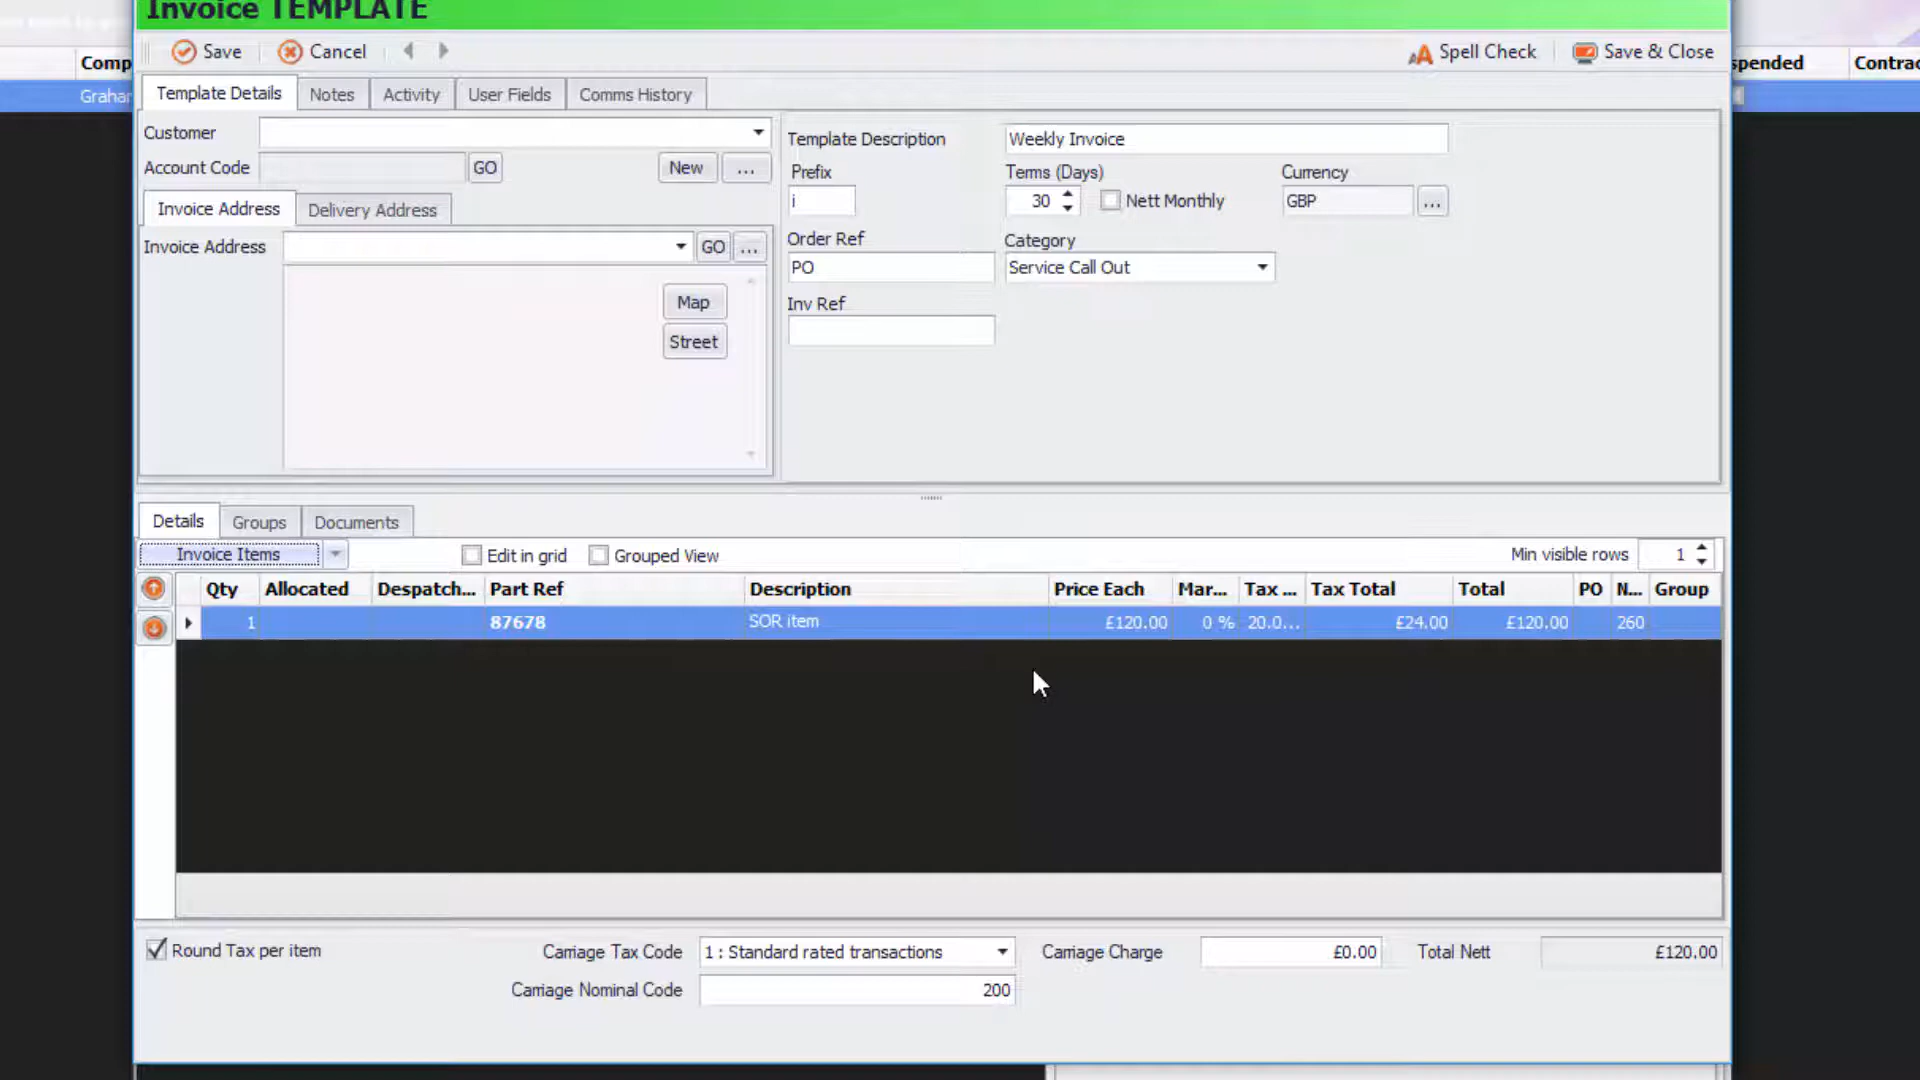 Invoice TEMPLATE
Save
Cancel
Spell Check
Save & Close
Comp
spended
Contrac
Grahar
Template Details
Notes
Activity
User Fields
Comms History
Customer
Account Code
GO
New
...
Invoice Address
Delivery Address
Invoice Address
GO
...
Map
Street
Template Description
Weekly Invoice
Prefix
Terms (Days)
Currency
i
30
Nett Monthly
GBP
...
Order Ref
Category
PO
Service Call Out
Inv Ref
Details
Groups
Documents
Invoice Items
Edit in grid
Grouped View
Min visible rows
1
Qty Allocated Despatch... Part Ref Description Price Each Mar... Tax ... Tax Total Total PO N... Group
1 87678 SOR item £120.00 0 % 20.0... £24.00 £120.00 260
Round Tax per item
Carriage Tax Code
1 : Standard rated transactions
Carriage Charge
£0.00
Total Nett
£120.00
Carriage Nominal Code
200